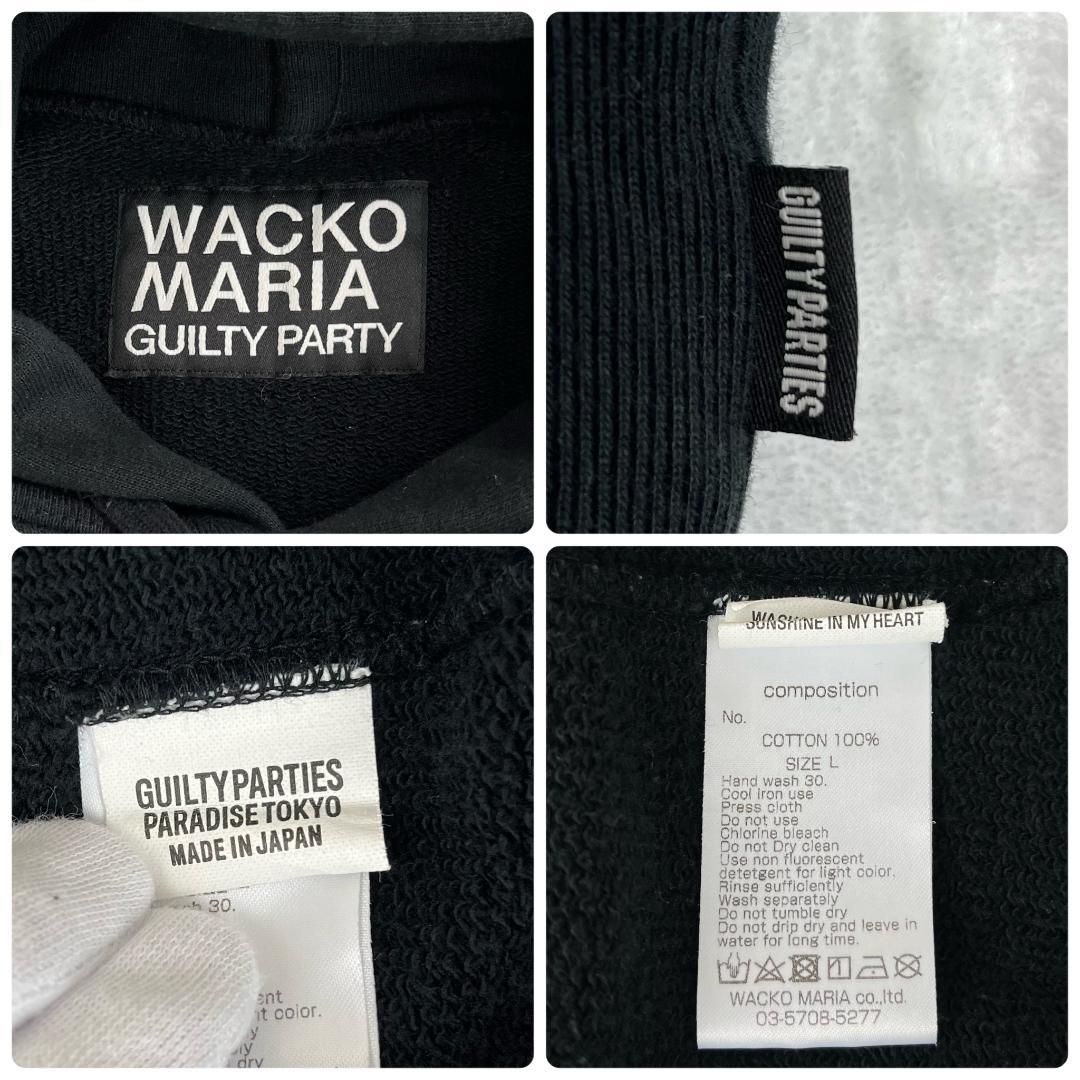 WACKO
MARIA
GUILTY PARTY
GUILTY PARTIES
GUILTY PARTIES
PARADISE TOKYO
MADE IN JAPAN
30.
ent
t color.
y
ly
dry
SUNSHINE IN MY HEART
composition
No.
COTTON 100%
SIZE L
Hand wash 30.
Cool iron use
Press cloth
Do not use
Chlorine bleach
Do not Dry clean
Use non fluorescent
detetgent for light color.
Rinse sufficiently
Wash separately
Do not tumble dry
Do not drip dry and leave in
water for long time.
WACKO MARIA co.,ltd.
03-5708-5277